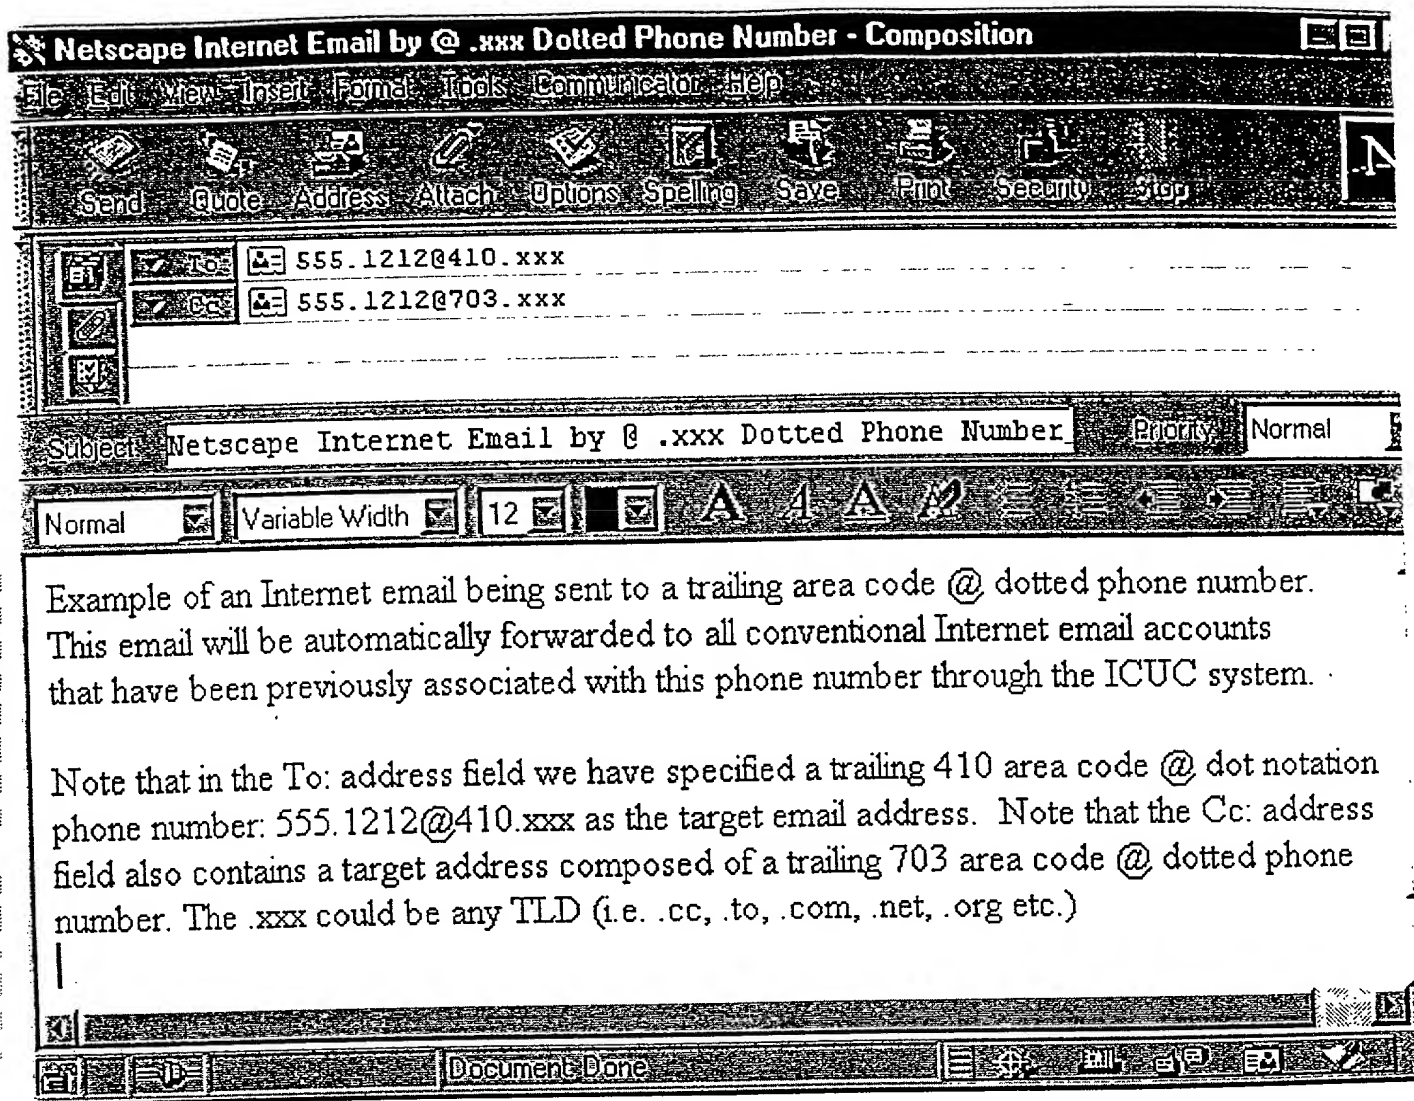 Netscape Internet Email by @ .xxx Dotted Phone Number - Composition
File Edit View Insert Format Tools Communicator Help
Send Quote Address Attach Options Spelling Save Print Security Stop N
To: 555.1212@410.xxx
Cc: 555.1212@703.xxx
Subject: Netscape Internet Email by @ .xxx Dotted Phone Number Priority: Normal
Normal Variable Width 12 A A A
Example of an Internet email being sent to a trailing area code @ dotted phone number.
This email will be automatically forwarded to all conventional Internet email accounts
that have been previously associated with this phone number through the ICUC system.
Note that in the To: address field we have specified a trailing 410 area code @ dot notation
phone number: 555.1212@410.xxx as the target email address. Note that the Cc: address
field also contains a target address composed of a trailing 703 area code @ dotted phone
number. The .xxx could be any TLD (i.e. .cc, .to, .com, .net, .org etc.)
Document: Done